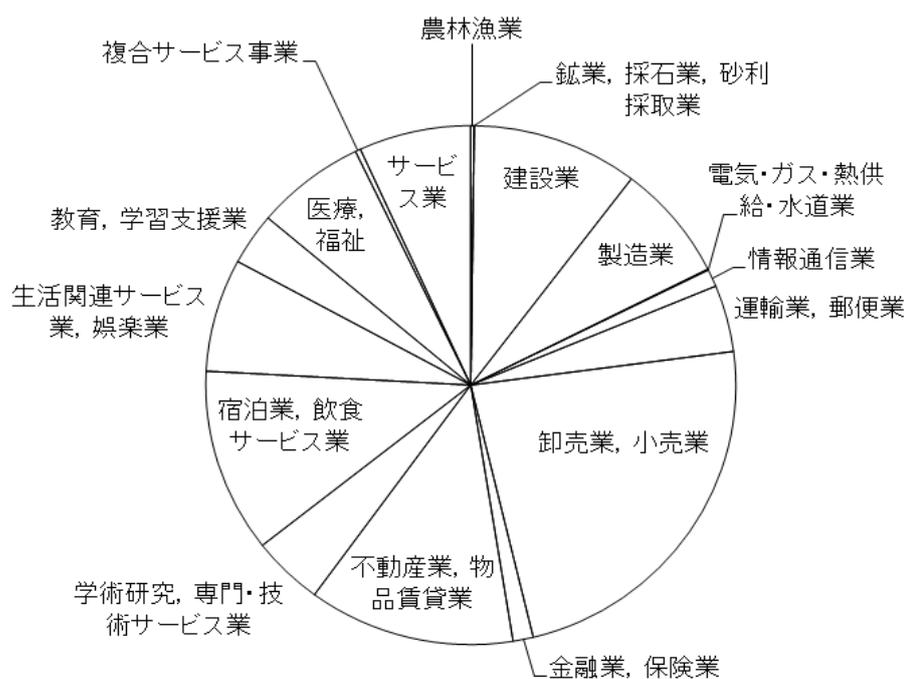 農林漁業
鉱業, 採石業, 砂利
採取業
建設業
製造業
電気・ガス・熱供
給・水道業
情報通信業
運輸業, 郵便業
卸売業, 小売業
金融業, 保険業
不動産業, 物
品賃貸業
学術研究, 専門・技
術サービス業
宿泊業, 飲食
サービス業
生活関連サービス
業, 娯楽業
教育, 学習支援業
医療,
福祉
複合サービス事業
サービ
ス業